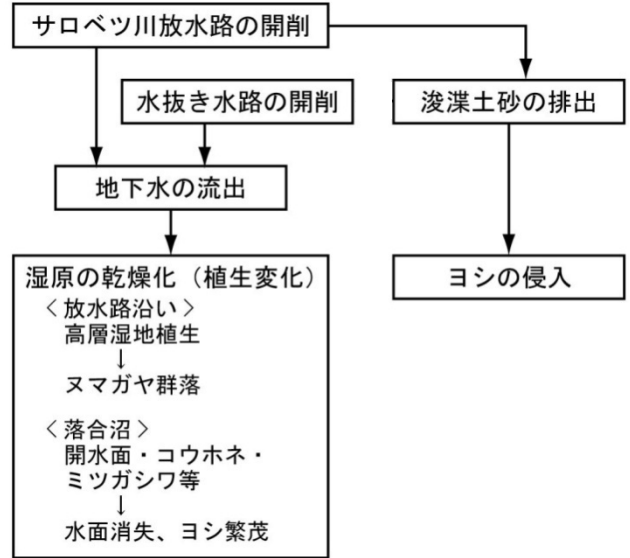 サロベツ川放水路の開削
水抜き水路の開削
浚渫土砂の排出
地下水の流出
湿原の乾燥化（植生変化）
＜放水路沿い＞
高層湿地植生
↓
ヌマガヤ群落
＜落合沼＞
開水面・コウホネ・
ミツガシワ等
↓
水面消失、ヨシ繁茂
ヨシの侵入